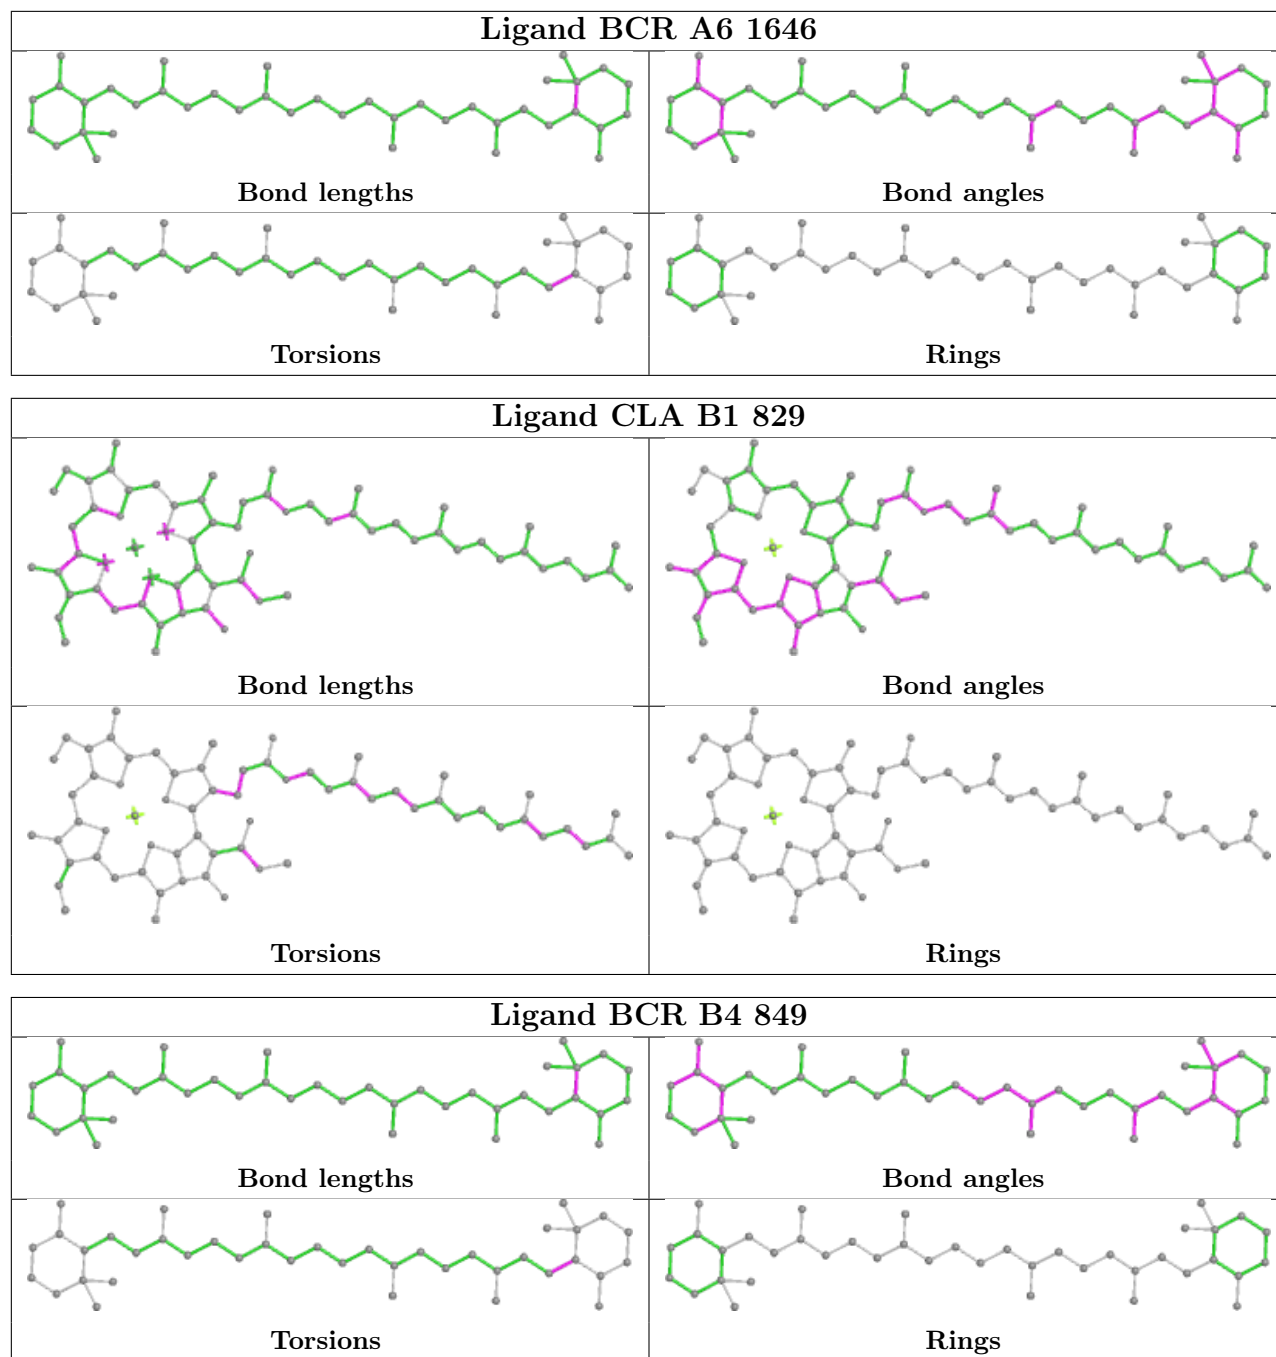 Ligand BCR A6 1646
Bond lengths
Bond angles
Torsions
Rings
Ligand CLA B1 829
Bond lengths
Bond angles
Torsions
Rings
Ligand BCR B4 849
Bond lengths
Bond angles
Torsions
Rings